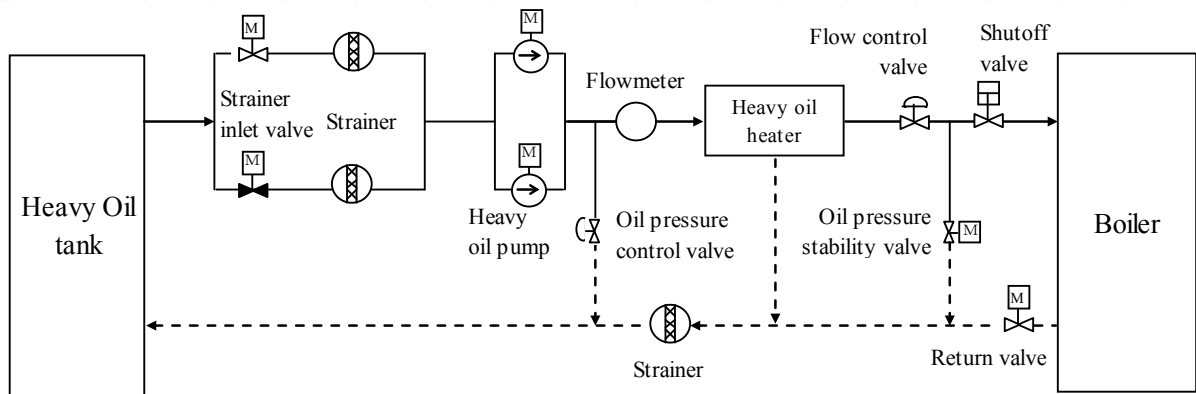 M
M
Flow control
valve
Shutoff
valve
Strainer
inlet valve
Strainer
Flowmeter
Heavy oil
heater
M
M
Heavy Oil
tank
Heavy
oil pump
Oil pressure
control valve
Oil pressure
stability valve
M
Boiler
M
Strainer
Return valve